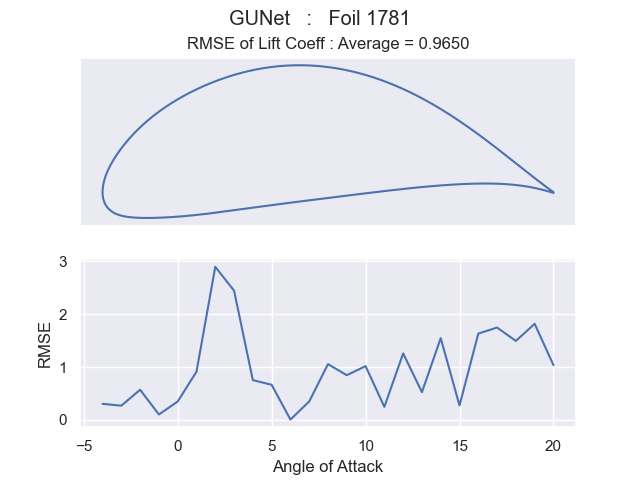 GUNet : Foil 1781
RMSE of Lift Coeff : Average = 0.9650
3
2
1
0
RMSE
−5 0 5 10 15 20
Angle of Attack